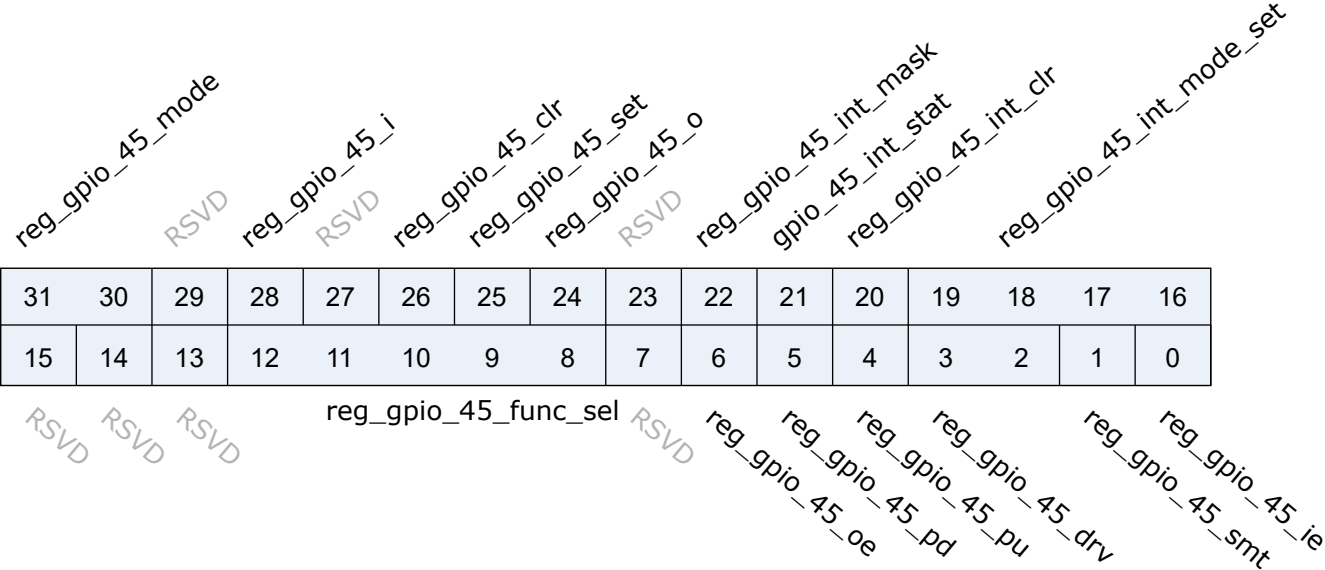 reg_gpio_45_mode
RSVD
reg_gpio_45_i
RSVD
reg_gpio_45_clr
reg_gpio_45_set
reg_gpio_45_o
RSVD
reg_gpio_45_int_mask
gpio_45_int_stat
reg_gpio_45_int_clr
reg_gpio_45_int_mode_set
31 30 29 28 27 26 25 24 23 22 21 20 19 18 17 16
15 14 13 12 11 10 9 8 7 6 5 4 3 2 1 0
RSVD
RSVD
RSVD
reg_gpio_45_func_sel
RSVD
reg_gpio_45_oe
reg_gpio_45_pd
reg_gpio_45_pu
reg_gpio_45_drv
reg_gpio_45_smt
reg_gpio_45_ie